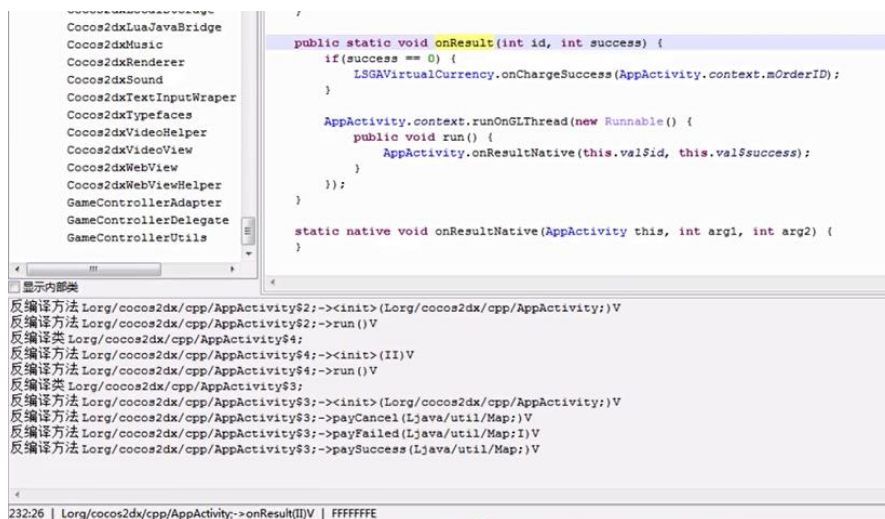 Cocos2dxLuaJavaBridge
Cocos2dxMusic
Cocos2dxRenderer
Cocos2dxSound
Cocos2dxTextInputWraper
Cocos2dxTypefaces
Cocos2dxVideoHelper
Cocos2dxVideoView
Cocos2dxWebView
Cocos2dxWebViewHelper
GameControllerAdapter
GameControllerDelegate
GameControllerUtils
显示内部类
}
public static void onResult(int id, int success) {
if(success == 0) {
LSGAVirtualCurrency.onChargeSuccess(AppActivity.context.mOrderID);
}
AppActivity.context.runOnGLThread(new Runnable() {
public void run() {
AppActivity.onResultNative(this.val$id, this.val$success);
}
});
}
static native void onResultNative(AppActivity this, int arg1, int arg2) {
}
反编译方法 Lorg/cocos2dx/cpp/AppActivity$2;-><init>(Lorg/cocos2dx/cpp/AppActivity;)V
反编译方法 Lorg/cocos2dx/cpp/AppActivity$2;->run()V
反编译类 Lorg/cocos2dx/cpp/AppActivity$4;
反编译方法 Lorg/cocos2dx/cpp/AppActivity$4;-><init>(II)V
反编译方法 Lorg/cocos2dx/cpp/AppActivity$4;->run()V
反编译类 Lorg/cocos2dx/cpp/AppActivity$3;
反编译方法 Lorg/cocos2dx/cpp/AppActivity$3;-><init>(Lorg/cocos2dx/cpp/AppActivity;)V
反编译方法 Lorg/cocos2dx/cpp/AppActivity$3;->payCancel(Ljava/util/Map;)V
反编译方法 Lorg/cocos2dx/cpp/AppActivity$3;->payFailed(Ljava/util/Map;I)V
反编译方法 Lorg/cocos2dx/cpp/AppActivity$3;->paySuccess(Ljava/util/Map;)V
232:26 | Lorg/cocos2dx/cpp/AppActivity;->onResult(II)V | FFFFFFFE